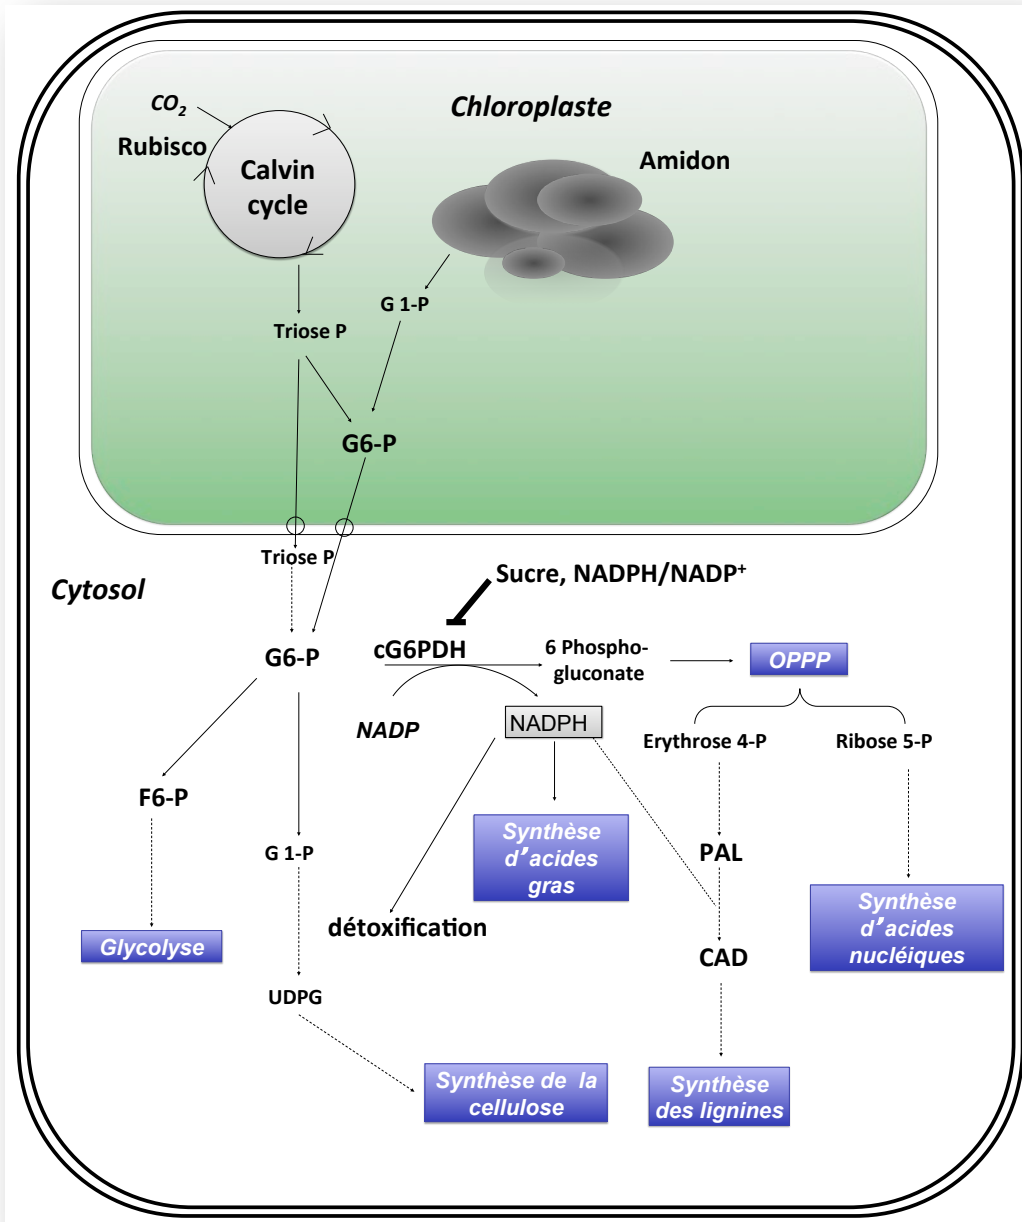 CO2
Chloroplaste
Rubisco
Amidon
Calvin
cycle
G 1-P
Triose P
G6-P
Triose P
Sucre, NADPH/NADP+
Cytosol
G6-P
cG6PDH
6 Phospho-
gluconate
OPPP
NADP
NADPH
Erythrose 4-P
Ribose 5-P
F6-P
G 1-P
Synthèse
d’acides
gras
PAL
Synthèse
d’acides
nucléiques
détoxification
Glycolyse
CAD
UDPG
Synthèse de la
cellulose
Synthèse
des lignines